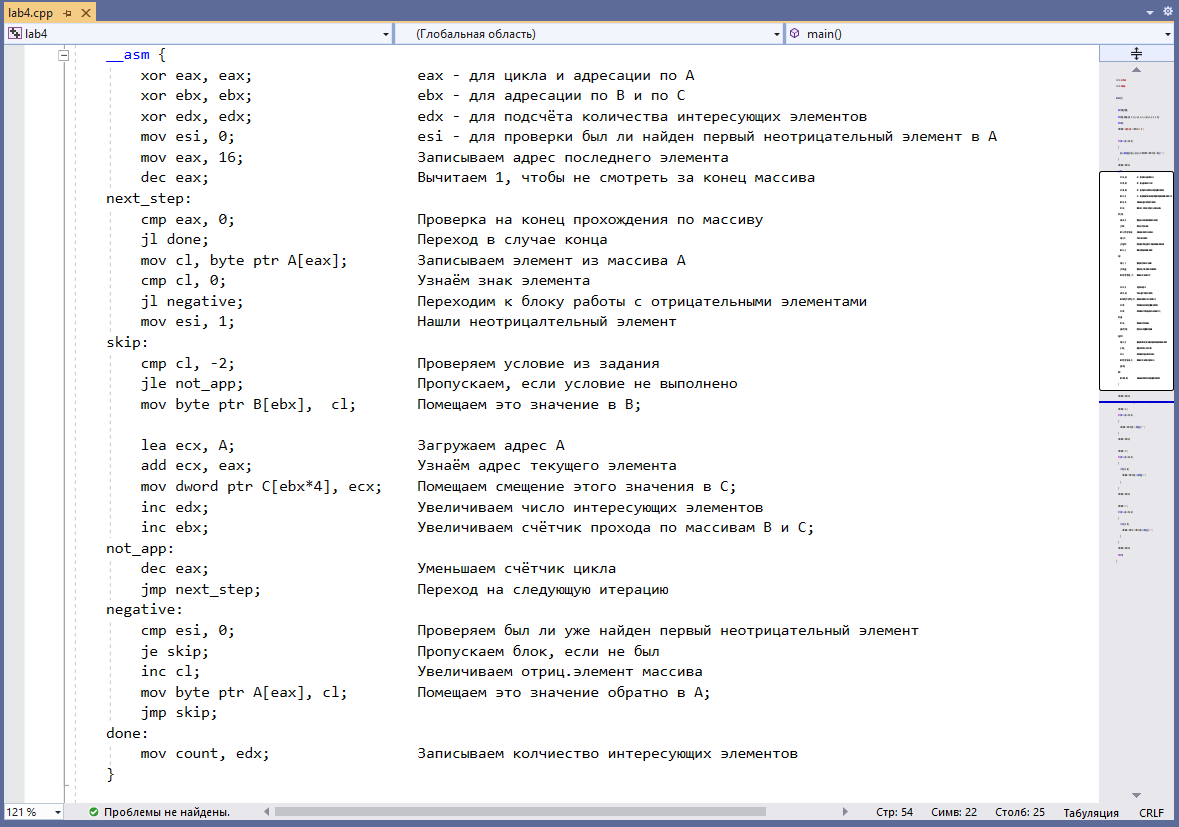 lab4.cpp
lab4 (Глобальная область) main()
__asm {
xor eax, eax; eax - для цикла и адресации по A
xor ebx, ebx; ebx - для адресации по B и по C
xor edx, edx; edx - для подсчёта количества интересующих элементов
mov esi, 0; esi - для проверки был ли найден первый неотрицательный элемент в A
mov eax, 16; Записываем адрес последнего элемента
dec eax; Вычитаем 1, чтобы не смотреть за конец массива
next_step:
cmp eax, 0; Проверка на конец прохождения по массиву
jl done; Переход в случае конца
mov cl, byte ptr A[eax]; Записываем элемент из массива A
cmp cl, 0; Узнаём знак элемента
jl negative; Переходим к блоку работы с отрицательными элементами
mov esi, 1; Нашли неотрицалтельный элемент
skip:
cmp cl, -2; Проверяем условие из задания
jle not_app; Пропускаем, если условие не выполнено
mov byte ptr B[ebx], cl; Помещаем это значение в B;
lea ecx, A; Загружаем адрес A
add ecx, eax; Узнаём адрес текущего элемента
mov dword ptr C[ebx*4], ecx; Помещаем смещение этого значения в C;
inc edx; Увеличиваем число интересующих элементов
inc ebx; Увеличиваем счётчик прохода по массивам B и C;
not_app:
dec eax; Уменьшаем счётчик цикла
jmp next_step; Переход на следующую итерацию
negative:
cmp esi, 0; Проверяем был ли уже найден первый неотрицательный элемент
je skip; Пропускаем блок, если не был
inc cl; Увеличиваем отриц.элемент массива
mov byte ptr A[eax], cl; Помещаем это значение обратно в A;
jmp skip;
done:
mov count, edx; Записываем колчиество интересующих элементов
}
121 % Проблемы не найдены. Стр: 54 Симв: 22 Столб: 25 Табуляция CRLF